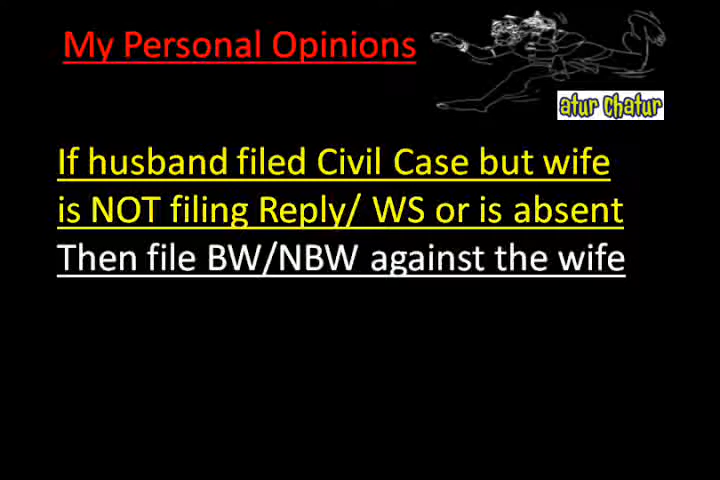 My Personal Opinions
atur chatur
If husband filed Civil Case but wife
is NOT filing Reply/ WS or is absent
Then file BW/NBW against the wife